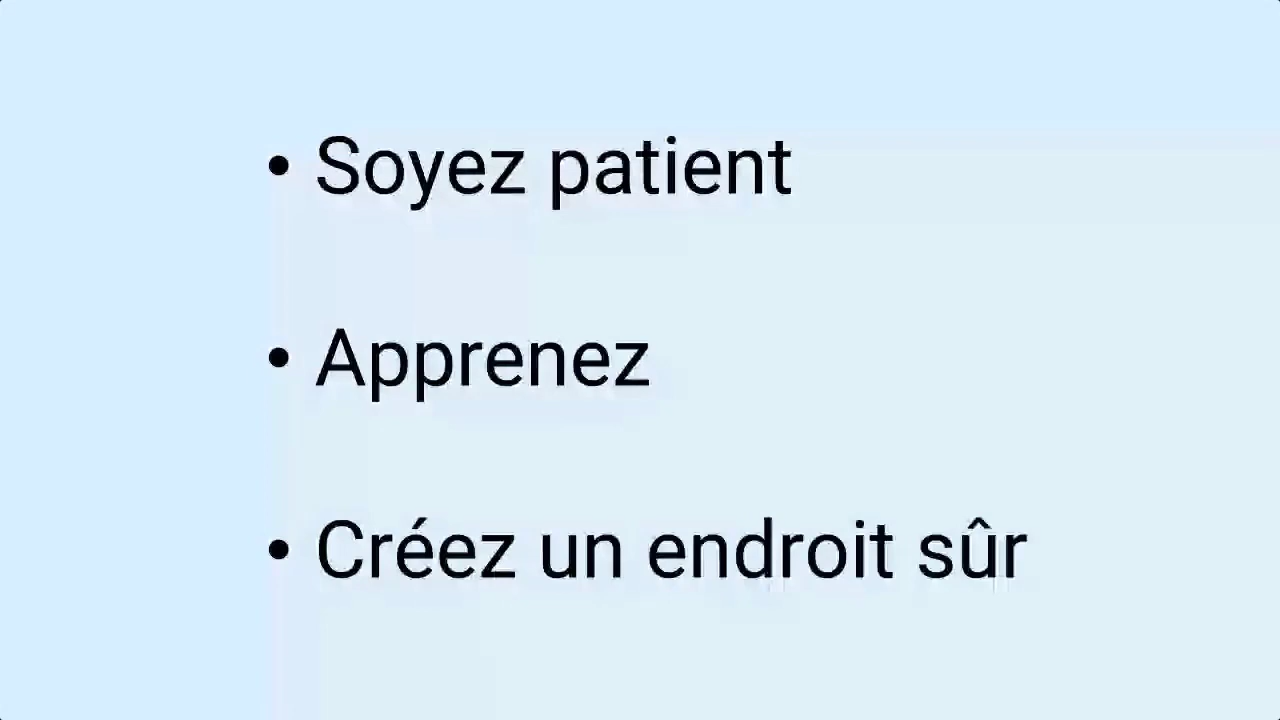 • Soyez patient
• Apprenez
• Créez un endroit sûr